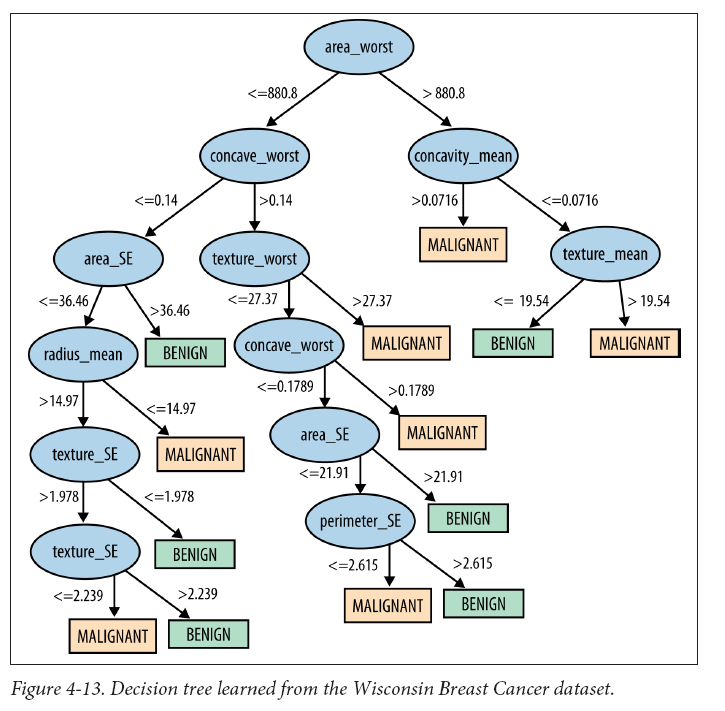 area_worst
<=880.8
> 880.8
concave_worst
concavity_mean
<=0.14
>0.14
>0.0716
<=0.0716
area_SE
texture_worst
MALIGNANT
texture_mean
<=36.46
>36.46
<=27.37
>27.37
<= 19.54
> 19.54
radius_mean
BENIGN
concave_worst
MALIGNANT
BENIGN
MALIGNANT
>14.97
<=14.97
<=0.1789
>0.1789
texture_SE
MALIGNANT
area_SE
MALIGNANT
>1.978
<=1.978
<=21.91
>21.91
texture_SE
BENIGN
perimeter_SE
BENIGN
<=2.239
>2.239
<=2.615
>2.615
MALIGNANT
BENIGN
MALIGNANT
BENIGN
Figure 4-13. Decision tree learned from the Wisconsin Breast Cancer dataset.